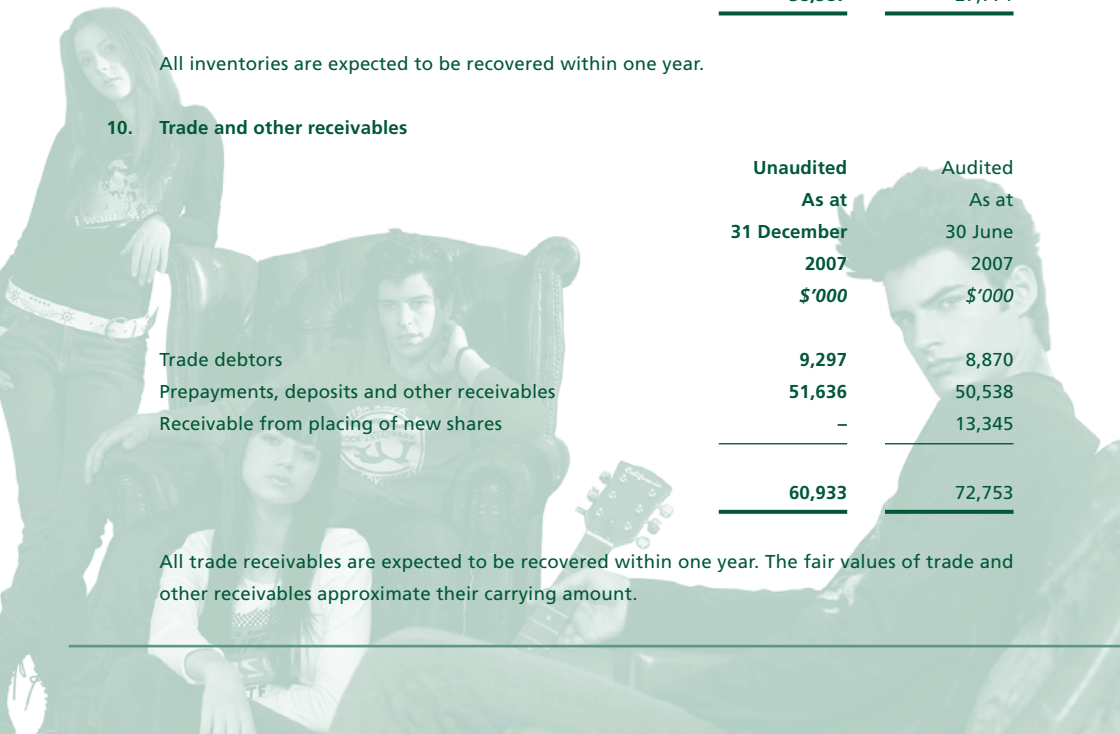 All inventories are expected to be recovered within one year.
10. Trade and other receivables
Unaudited Audited
As at As at
31 December 30 June
2007 2007
$'000 $'000
Trade debtors 9,297 8,870
Prepayments, deposits and other receivables 51,636 50,538
Receivable from placing of new shares – 13,345
60,933 72,753
All trade receivables are expected to be recovered within one year. The fair values of trade and
other receivables approximate their carrying amount.